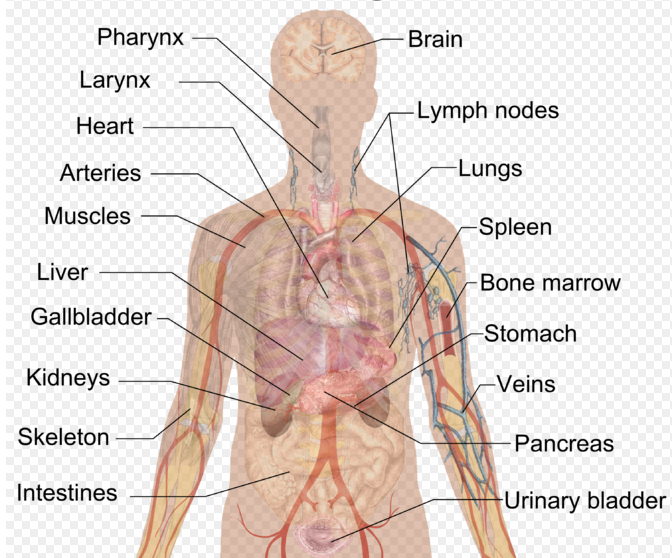 Pharynx
Larynx
Heart
Arteries
Muscles
Liver
Gallbladder
Kidneys
Skeleton
Intestines
Brain
Lymph nodes
Lungs
Spleen
Bone marrow
Stomach
Veins
Pancreas
Urinary bladder